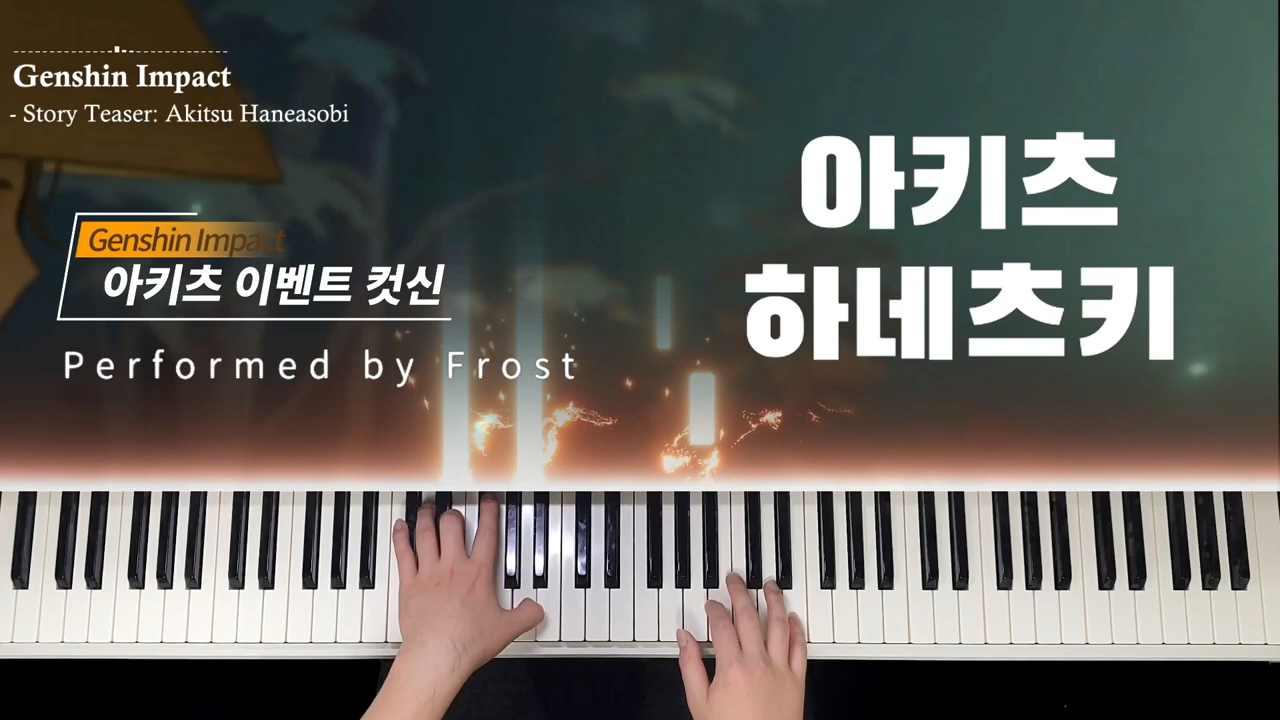 Genshin Impact
- Story Teaser: Akitsu Haneasobi
Genshin Impact
아키츠 이벤트 컷신
Performed by Frost
아키츠
하네츠키